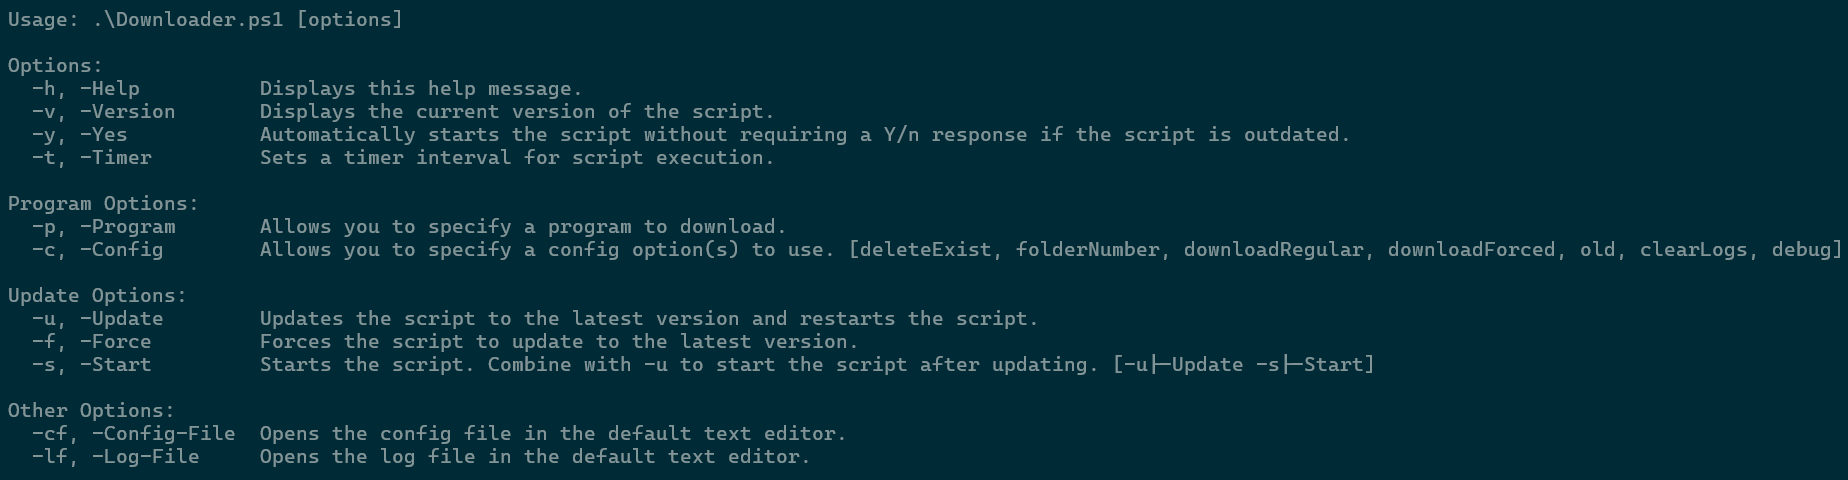 Usage: .\Downloader.ps1 [options]
Options:
-h, -Help Displays this help message.
-v, -Version Displays the current version of the script.
-y, -Yes Automatically starts the script without requiring a Y/n response if the script is outdated.
-t, -Timer Sets a timer interval for script execution.
Program Options:
-p, -Program Allows you to specify a program to download.
-c, -Config Allows you to specify a config option(s) to use. [deleteExist, folderNumber, downloadRegular, downloadForced, old, clearLogs, debug]
Update Options:
-u, -Update Updates the script to the latest version and restarts the script.
-f, -Force Forces the script to update to the latest version.
-s, -Start Starts the script. Combine with -u to start the script after updating. [-u|-Update -s|-Start]
Other Options:
-cf, -Config-File Opens the config file in the default text editor.
-lf, -Log-File Opens the log file in the default text editor.